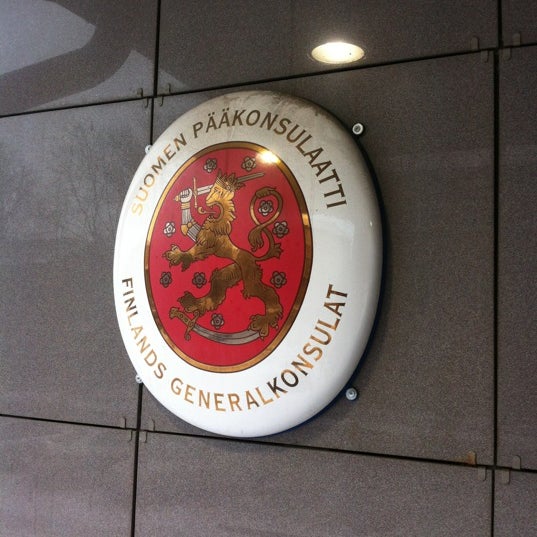 SUOMEN PÄÄKONSULAATTI
FINLANDS GENERALKONSULAT